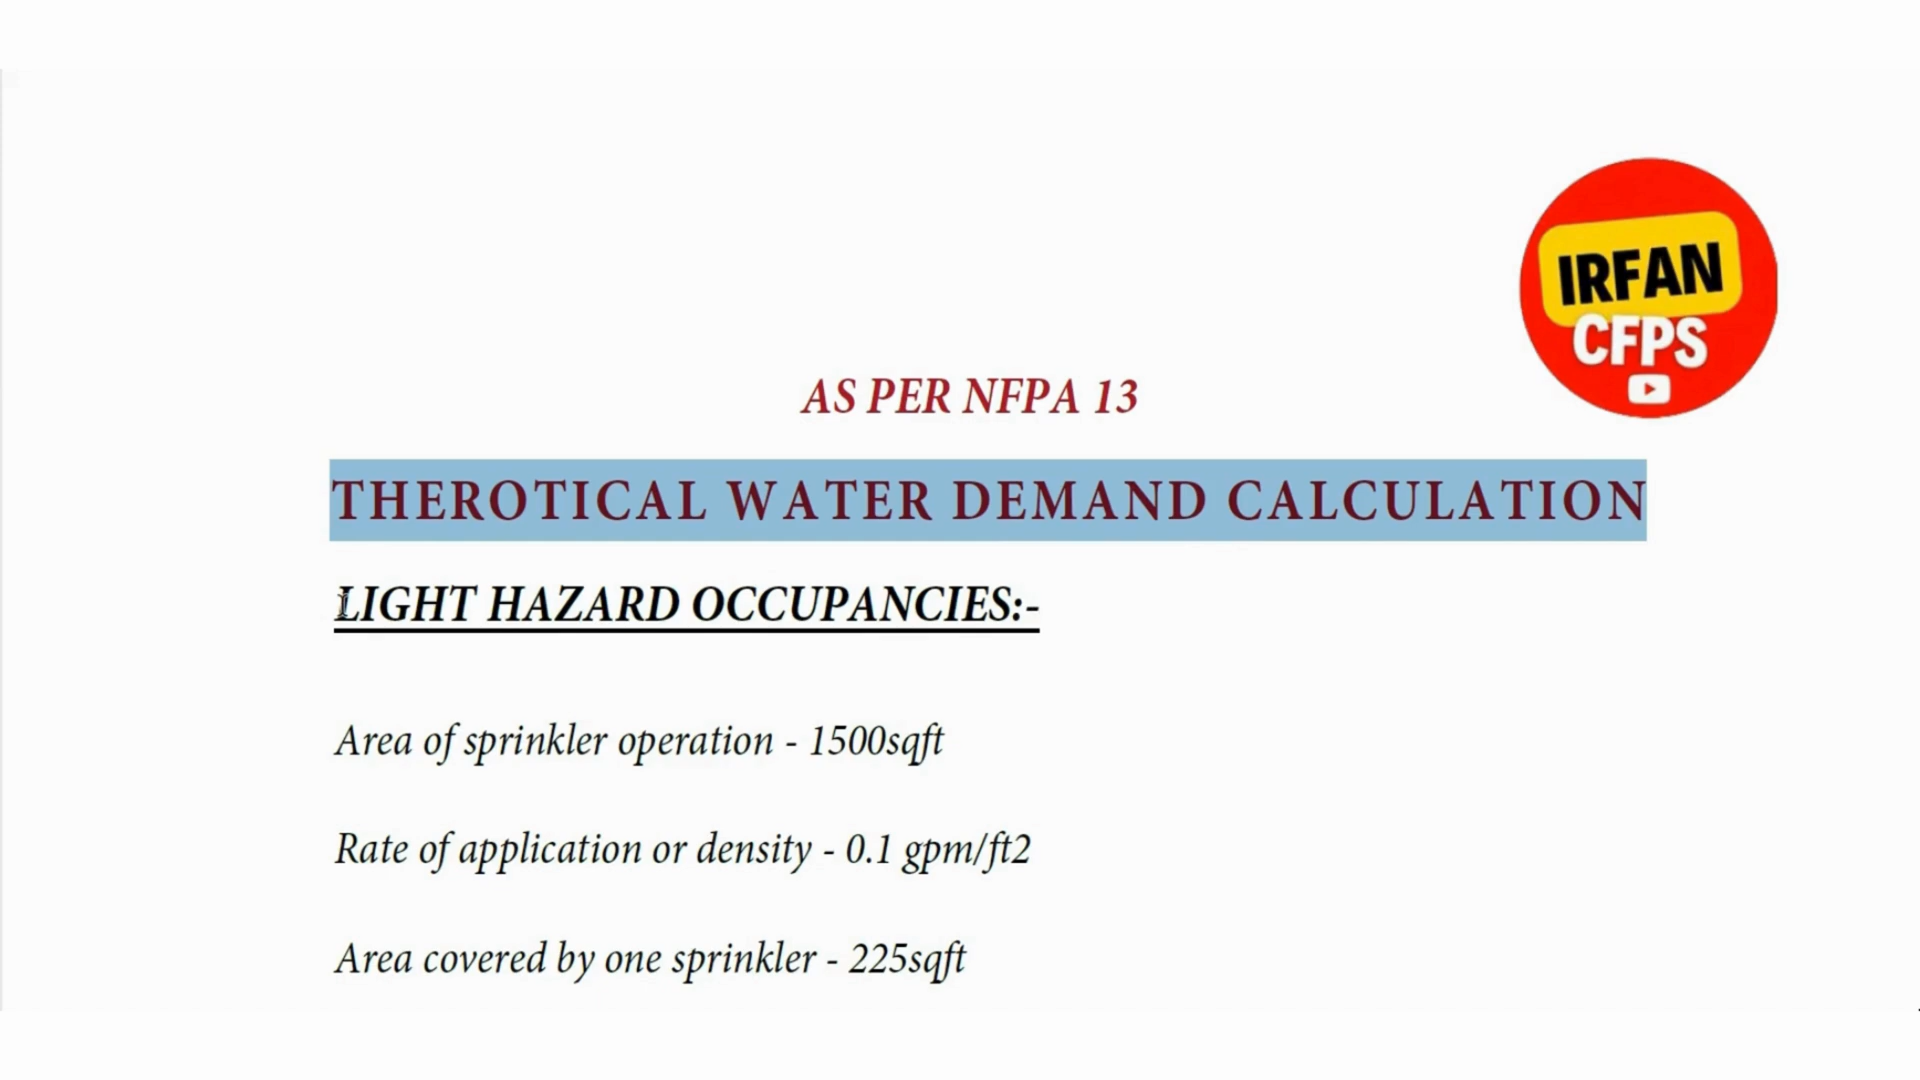 IRFAN
CFPS
AS PER NFPA 13
THEROTICAL WATER DEMAND CALCULATION
LIGHT HAZARD OCCUPANCIES:-
Area of sprinkler operation - 1500sqft
Rate of application or density - 0.1 gpm/ft2
Area covered by one sprinkler - 225sqft